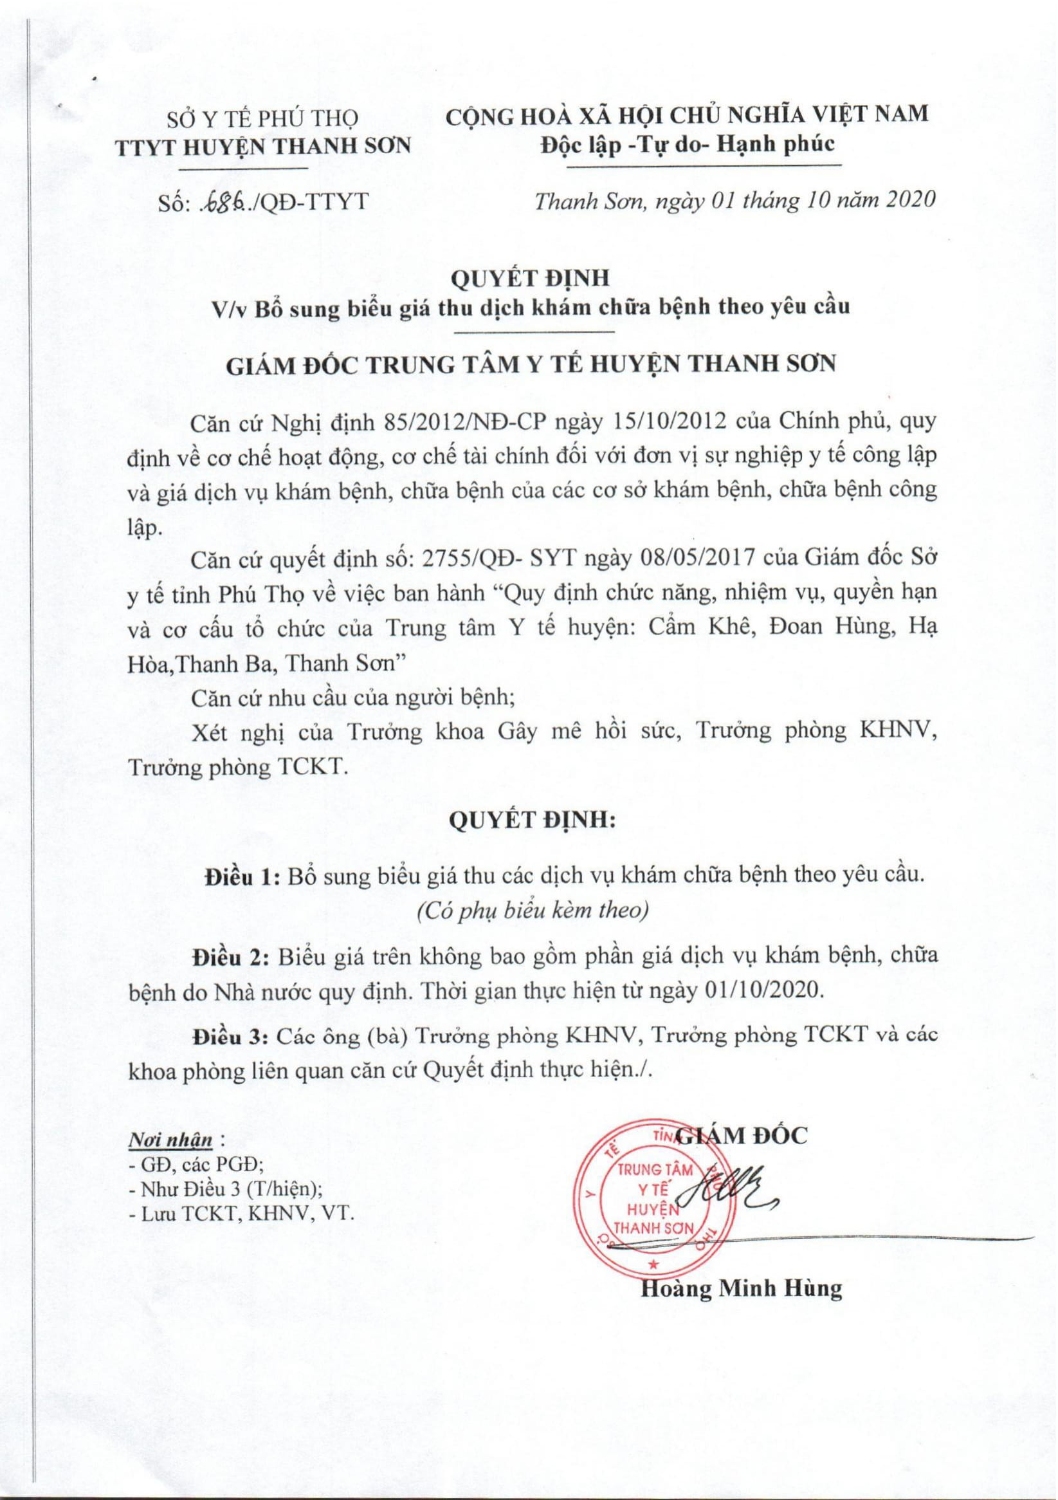 SỞ Y TẾ PHÚ THỌ
TTYT HUYỆN THANH SƠN
Số: .686./QĐ-TTYT
CỘNG HOÀ XÃ HỘI CHỦ NGHĨA VIỆT NAM
Độc lập -Tự do- Hạnh phúc
Thanh Sơn, ngày 01 tháng 10 năm 2020
QUYẾT ĐỊNH
V/v Bổ sung biểu giá thu dịch khám chữa bệnh theo yêu cầu
GIÁM ĐỐC TRUNG TÂM Y TẾ HUYỆN THANH SƠN
Căn cứ Nghị định 85/2012/NĐ-CP ngày 15/10/2012 của Chính phủ, quy
định về cơ chế hoạt động, cơ chế tài chính đối với đơn vị sự nghiệp y tế công lập
và giá dịch vụ khám bệnh, chữa bệnh của các cơ sở khám bệnh, chữa bệnh công
lập.
Căn cứ quyết định số: 2755/QĐ- SYT ngày 08/05/2017 của Giám đốc Sở
y tế tỉnh Phú Thọ về việc ban hành “Quy định chức năng, nhiệm vụ, quyền hạn
và cơ cấu tổ chức của Trung tâm Y tế huyện: Cẩm Khê, Đoan Hùng, Hạ
Hòa,Thanh Ba, Thanh Sơn”
Căn cứ nhu cầu của người bệnh;
Xét nghị của Trưởng khoa Gây mê hồi sức, Trưởng phòng KHNV,
Trưởng phòng TCKT.
QUYẾT ĐỊNH:
Điều 1: Bổ sung biểu giá thu các dịch vụ khám chữa bệnh theo yêu cầu.
(Có phụ biểu kèm theo)
Điều 2: Biểu giá trên không bao gồm phần giá dịch vụ khám bệnh, chữa
bệnh do Nhà nước quy định. Thời gian thực hiện từ ngày 01/10/2020.
Điều 3: Các ông (bà) Trưởng phòng KHNV, Trưởng phòng TCKT và các
khoa phòng liên quan căn cứ Quyết định thực hiện./.
Nơi nhận :
- GĐ, các PGĐ;
- Như Điều 3 (T/hiện);
- Lưu TCKT, KHNV, VT.
GIÁM ĐỐC
SỞ Y TẾ TỈNH PHÚ THỌ
TRUNG TÂM
Y TẾ
HUYỆN
THANH SƠN
Hoàng Minh Hùng